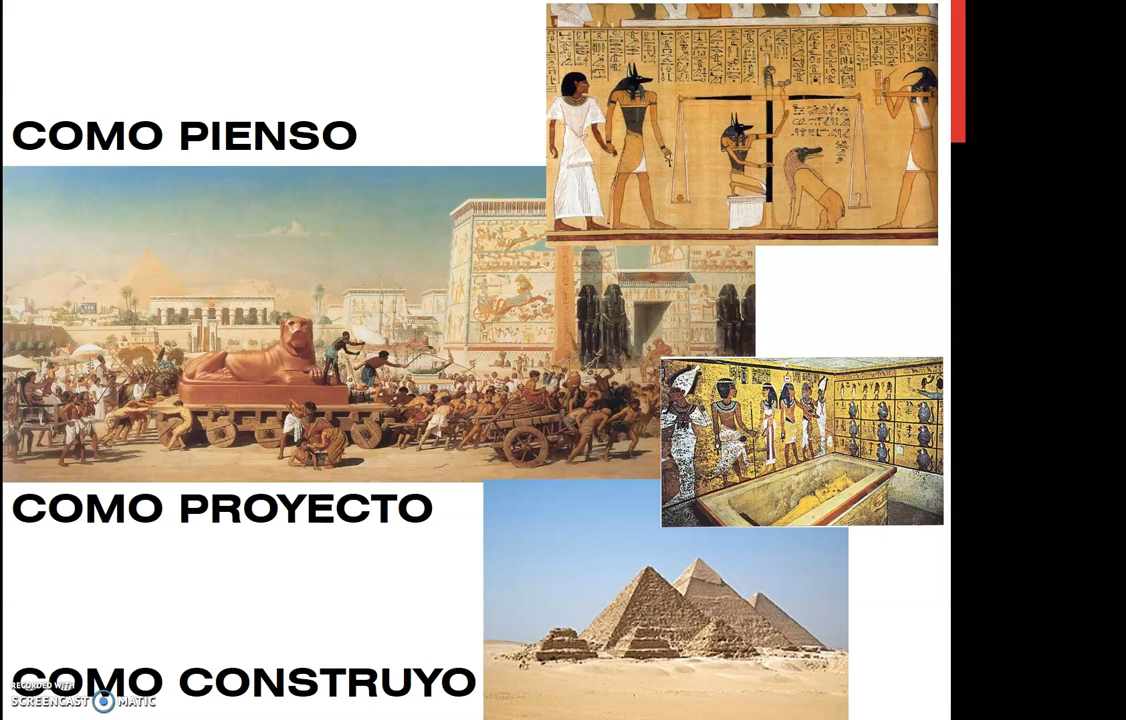 COMO PIENSO
COMO PROYECTO
COMO CONSTRUYO
RECORDED WITH
SCREENCAST MATIC